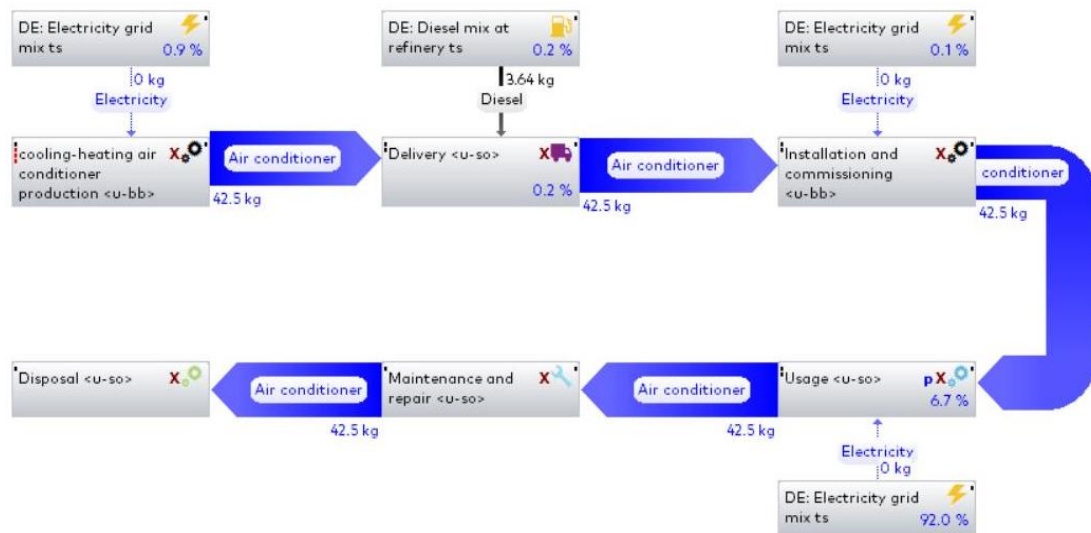 DE: Electricity grid
mix ts
0.9 %
DE: Diesel mix at
refinery ts
0.2 %
DE: Electricity grid
mix ts
0.1 %
0 kg
Electricity
3.64 kg
Diesel
0 kg
Electricity
cooling-heating air
conditioner
production <u-bb>
X
Air conditioner
42.5 kg
Delivery <u-so>
X
0.2 %
Air conditioner
42.5 kg
Installation and
commissioning
<u-bb>
X
conditioner
42.5 kg
Disposal <u-so>
X
Air conditioner
42.5 kg
Maintenance and
repair <u-so>
X
Air conditioner
42.5 kg
Usage <u-so>
pX
6.7 %
Electricity
0 kg
DE: Electricity grid
mix ts
92.0 %